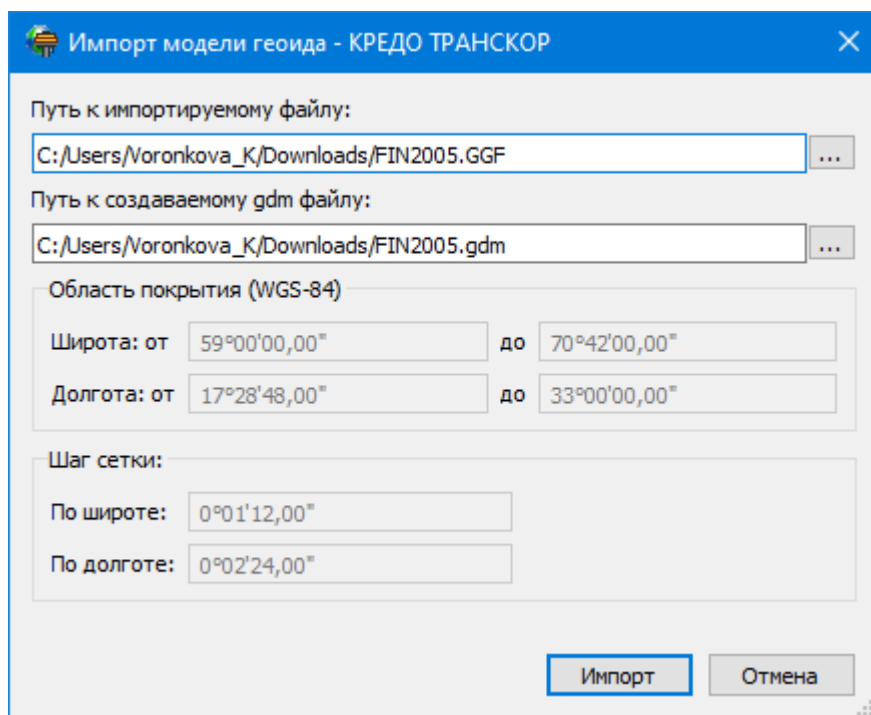 Импорт модели геоида - КРЕДО ТРАНСКОР
Путь к импортируемому файлу:
C:/Users/Voronkova_K/Downloads/FIN2005.GGF ...
Путь к создаваемому gdm файлу:
C:/Users/Voronkova_K/Downloads/FIN2005.gdm ...
Область покрытия (WGS-84)
Широта: от 59°00'00,00" до 70°42'00,00"
Долгота: от 17°28'48,00" до 33°00'00,00"
Шаг сетки:
По широте: 0°01'12,00"
По долготе: 0°02'24,00"
Импорт Отмена